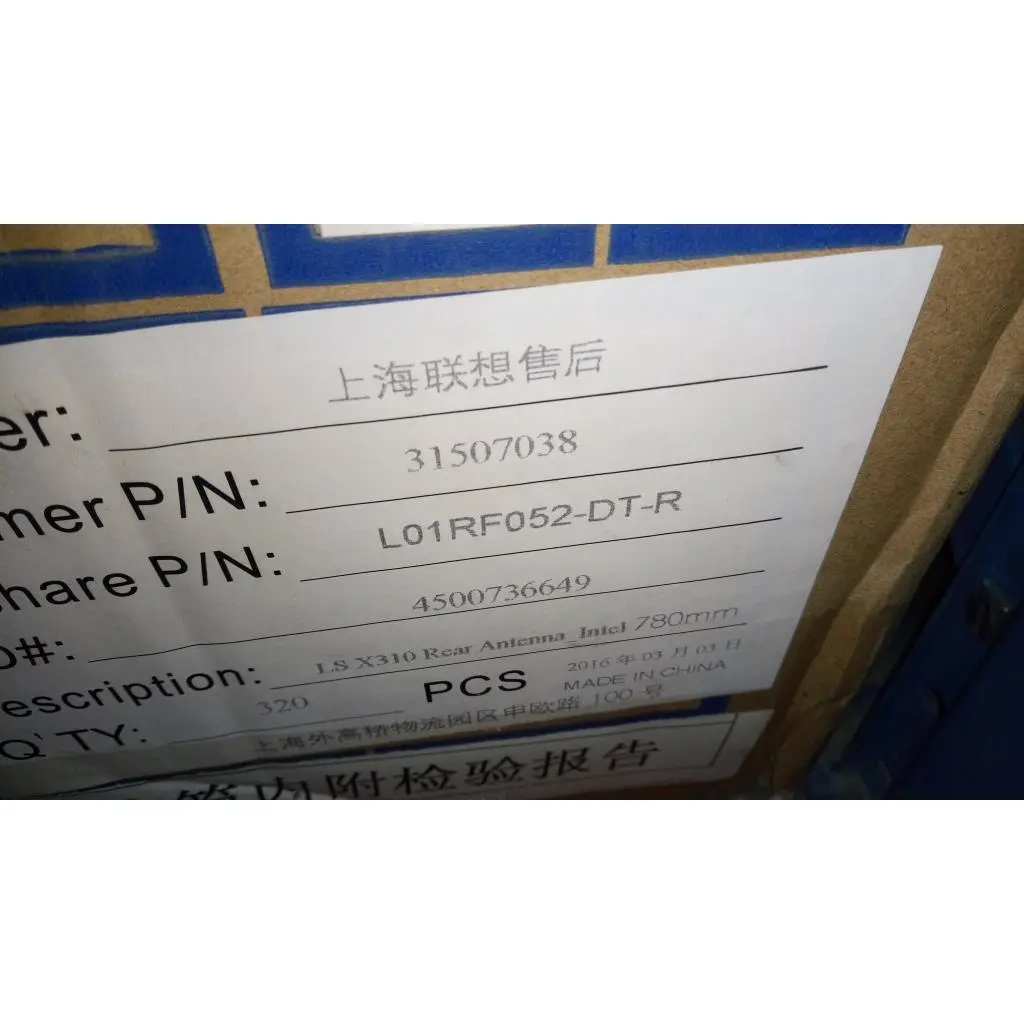 er: 上海联想售后
mer P/N: 31507038
hare P/N: L01RF052-DT-R
O#: 4500736649
escription: LS X310 Rear Antenna_Intel 780mm
Q'TY: 320 PCS 2016 年 03 月 03 日
MADE IN CHINA
上海外高桥物流园区申欧路 100 号
内附检验报告